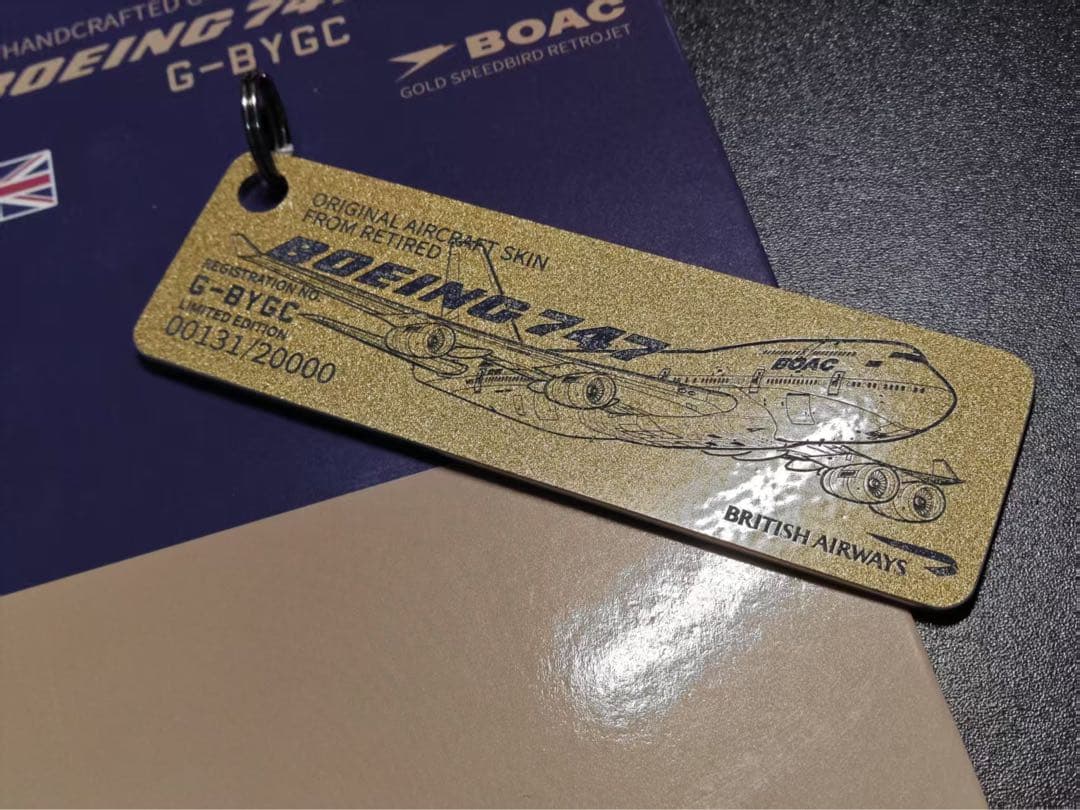 HANDCRAFTED
BOEING 747
G-BYGC
BOAC
GOLD SPEEDBIRD RETROJET
ORIGINAL AIRCRAFT SKIN
FROM RETIRED
BOEING 747
REGISTRATION NO.
G-BYGC
LIMITED EDITION
00131/20000
BOAC
BRITISH AIRWAYS